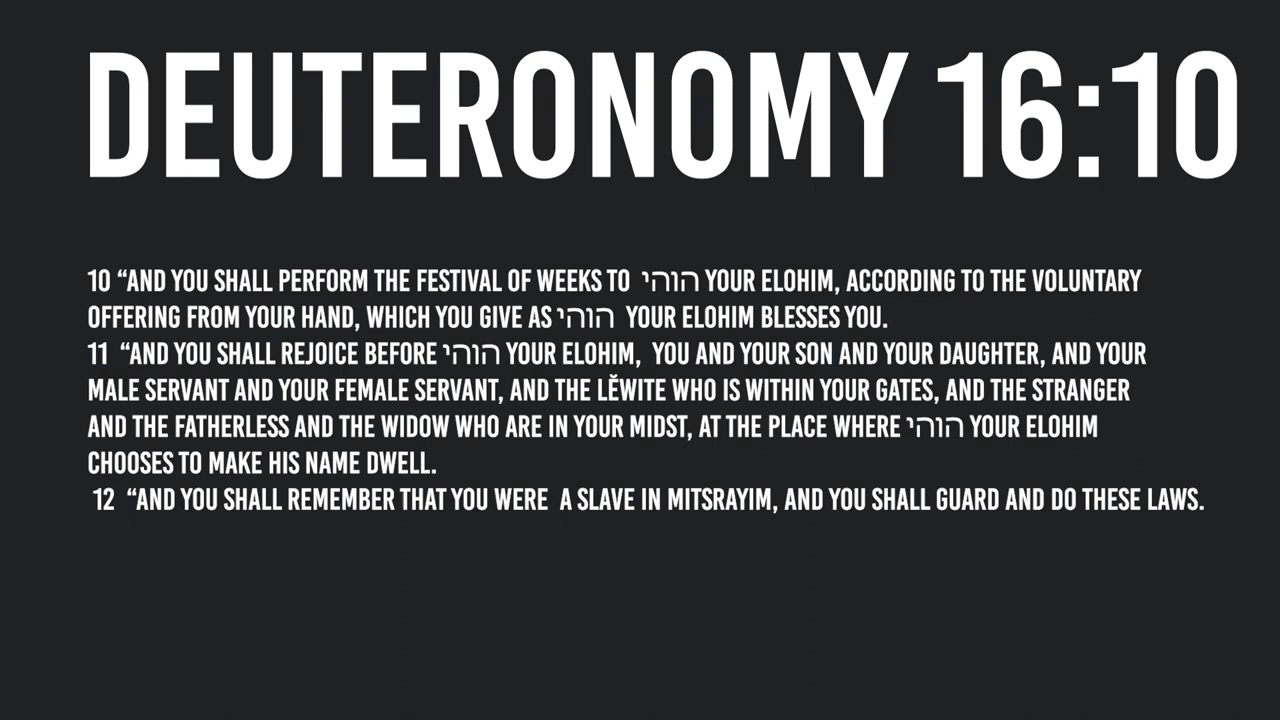 DEUTERONOMY 16:10
10 “AND YOU SHALL PERFORM THE FESTIVAL OF WEEKS TO הוהי YOUR ELOHIM, ACCORDING TO THE VOLUNTARY
OFFERING FROM YOUR HAND, WHICH YOU GIVE AS הוהי YOUR ELOHIM BLESSES YOU.
11 “AND YOU SHALL REJOICE BEFORE הוהי YOUR ELOHIM, YOU AND YOUR SON AND YOUR DAUGHTER, AND YOUR
MALE SERVANT AND YOUR FEMALE SERVANT, AND THE LĔWITE WHO IS WITHIN YOUR GATES, AND THE STRANGER
AND THE FATHERLESS AND THE WIDOW WHO ARE IN YOUR MIDST, AT THE PLACE WHERE הוהי YOUR ELOHIM
CHOOSES TO MAKE HIS NAME DWELL.
12 “AND YOU SHALL REMEMBER THAT YOU WERE A SLAVE IN MITSRAYIM, AND YOU SHALL GUARD AND DO THESE LAWS.